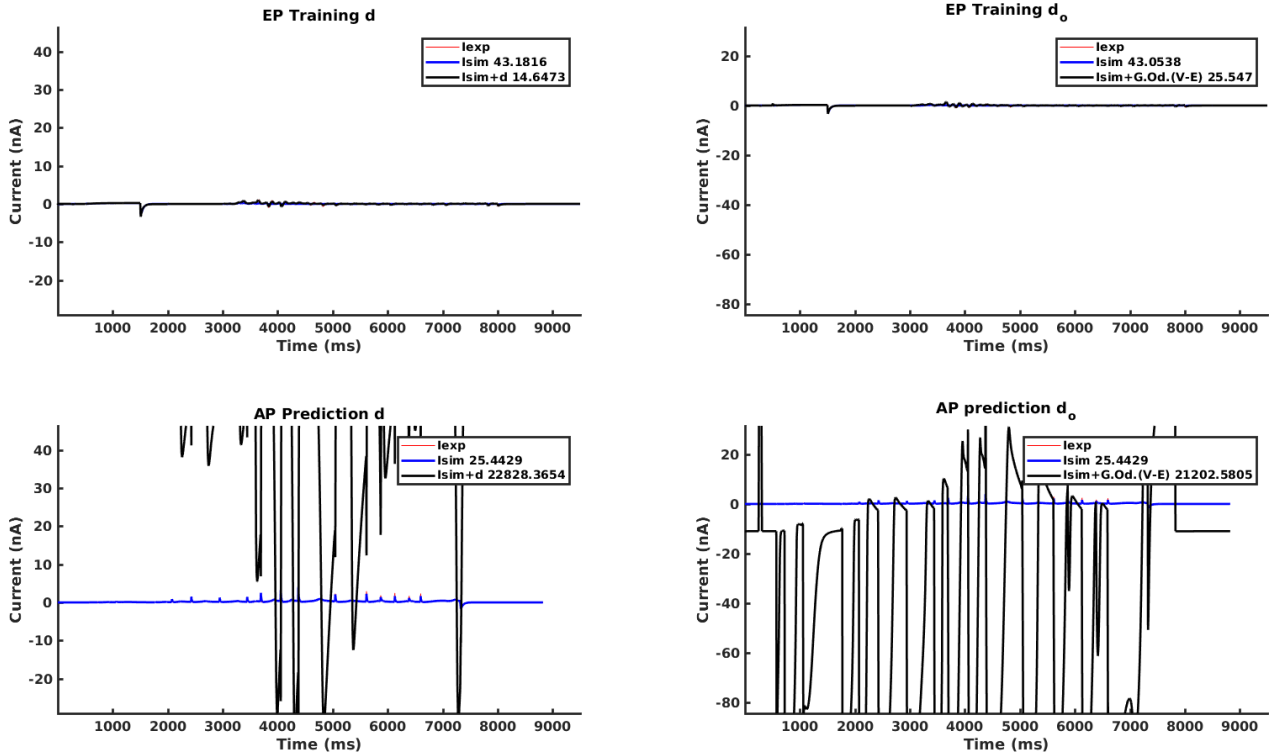 EP Training d
Current (nA)
40
30
20
10
0
-10
-20
Iexp
Isim 43.1816
Isim+d 14.6473
1000 2000 3000 4000 5000 6000 7000 8000 9000
Time (ms)
EP Training do
Current (nA)
20
0
-20
-40
-60
-80
Iexp
Isim 43.0538
Isim+G.Od.(V-E) 25.547
1000 2000 3000 4000 5000 6000 7000 8000 9000
Time (ms)
AP Prediction d
Current (nA)
40
30
20
10
0
-10
-20
Iexp
Isim 25.4429
Isim+d 22828.3654
1000 2000 3000 4000 5000 6000 7000 8000 9000
Time (ms)
AP prediction do
Current (nA)
20
0
-20
-40
-60
-80
Iexp
Isim 25.4429
Isim+G.Od.(V-E) 21202.5805
1000 2000 3000 4000 5000 6000 7000 8000 9000
Time (ms)